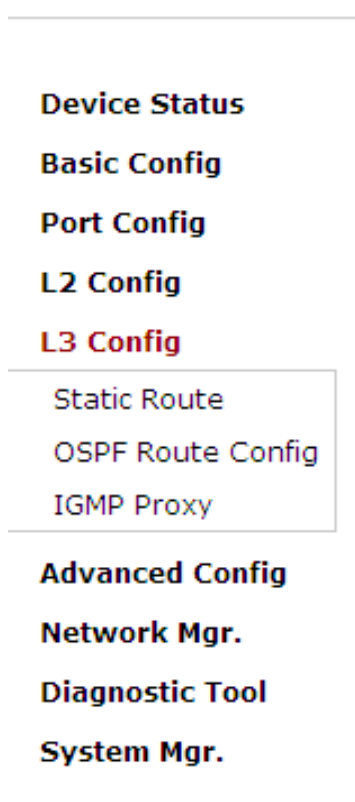 Device Status
Basic Config
Port Config
L2 Config
L3 Config
Static Route
OSPF Route Config
IGMP Proxy
Advanced Config
Network Mgr.
Diagnostic Tool
System Mgr.